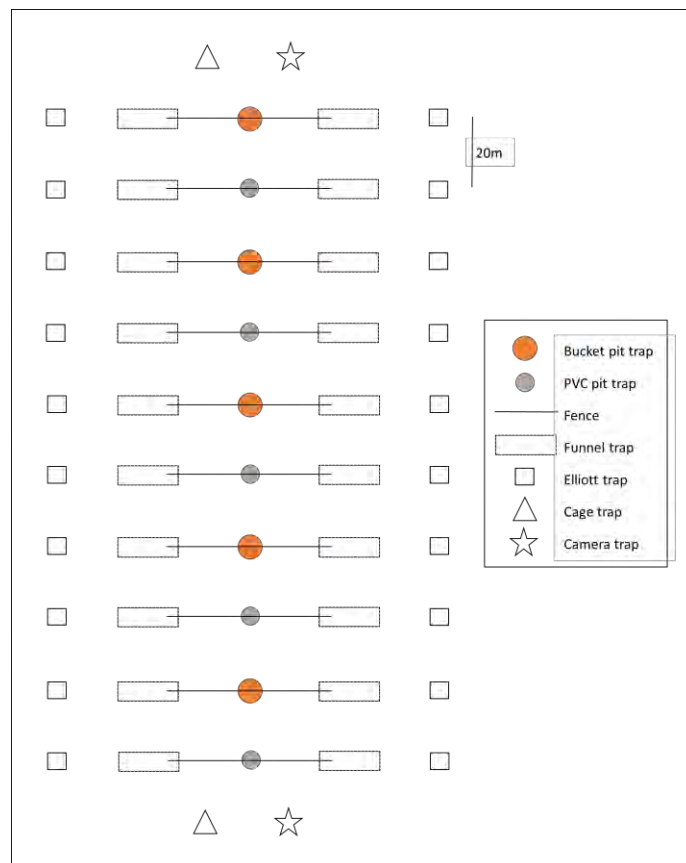 20m
Bucket pit trap
PVC pit trap
Fence
Funnel trap
Elliott trap
Cage trap
Camera trap